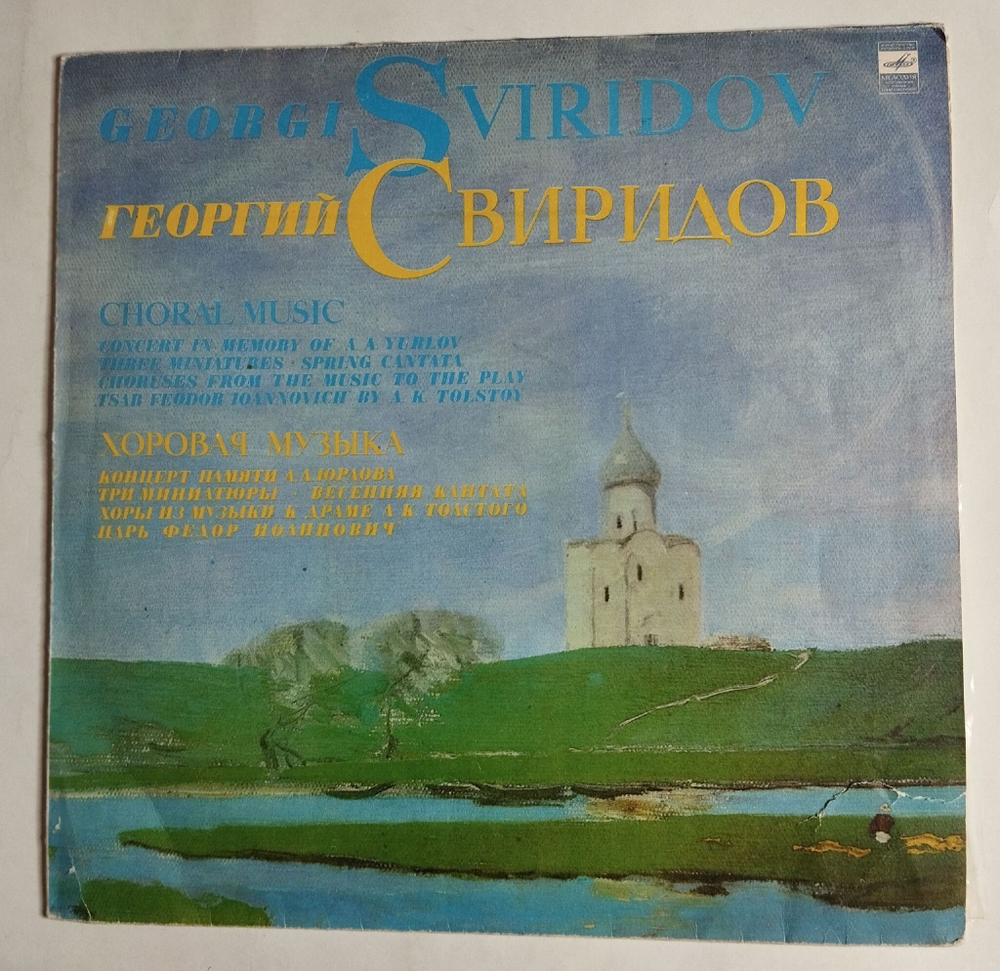 GEORGI SVIRIDOV
МЕЛОДИЯ
ГЕОРГИЙ СВИРИДОВ
CHORAL MUSIC
CONCERT IN MEMORY OF A A YURLOV
THREE MINIATURES · SPRING CANTATA
CHORUSES FROM THE MUSIC TO THE PLAY
TSAR FEODOR IOANNOVICH BY A K TOLSTOY
ХОРОВАЯ МУЗЫКА
КОНЦЕРТ ПАМЯТИ А.А.ЮРЛОВА
ТРИ МИНИАТЮРЫ · ВЕСЕННЯЯ КАНТАТА
ХОРЫ ИЗ МУЗЫКИ К ДРАМЕ А К ТОЛСТОГО
ЦАРЬ ФЕДОР ИОАННОВИЧ